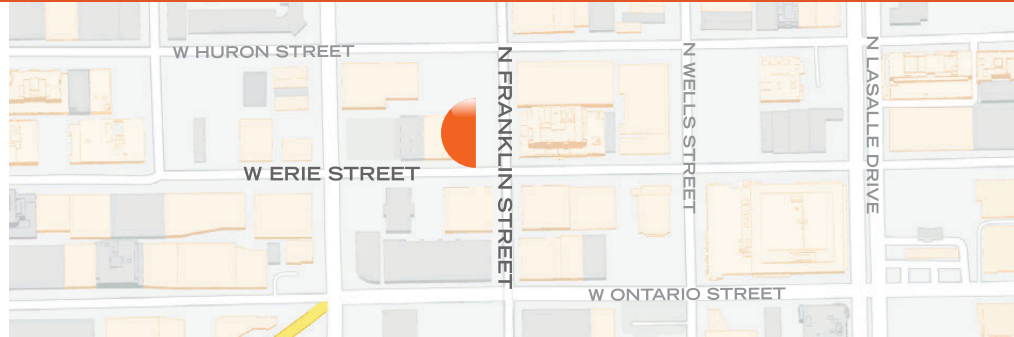 W HURON STREET
N FRANKLIN STREET
N WELLS STREET
N LASALLE DRIVE
W ERIE STREET
W ONTARIO STREET